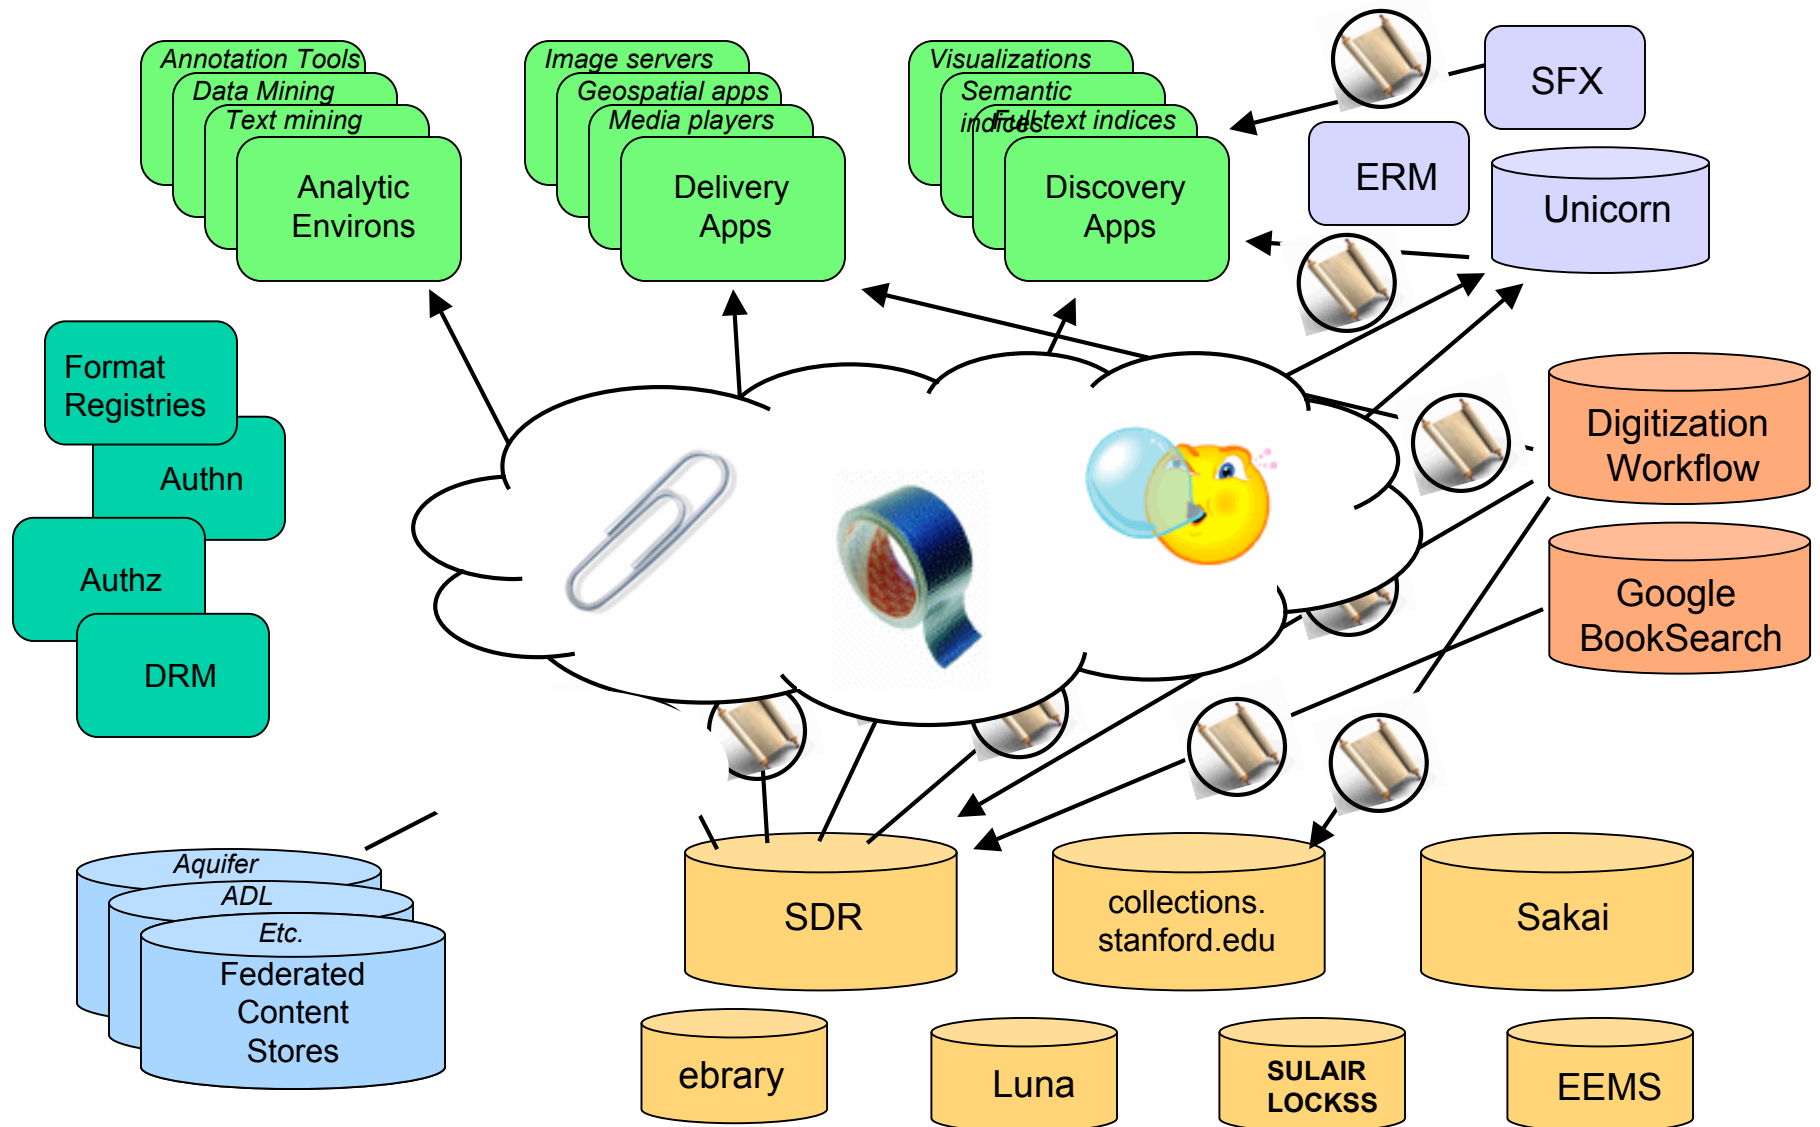 Annotation Tools
Data Mining
Text mining
Analytic
Environs
Image servers
Geospatial apps
Media players
Delivery
Apps
Visualizations
Semantic
indices
Full text indices
Discovery
Apps
SFX
ERM
Unicorn
Format
Registries
Authn
Authz
DRM
Digitization
Workflow
Google
BookSearch
Aquifer
ADL
Etc.
Federated
Content
Stores
SDR
collections.
stanford.edu
Sakai
ebrary
Luna
SULAIR
LOCKSS
EEMS